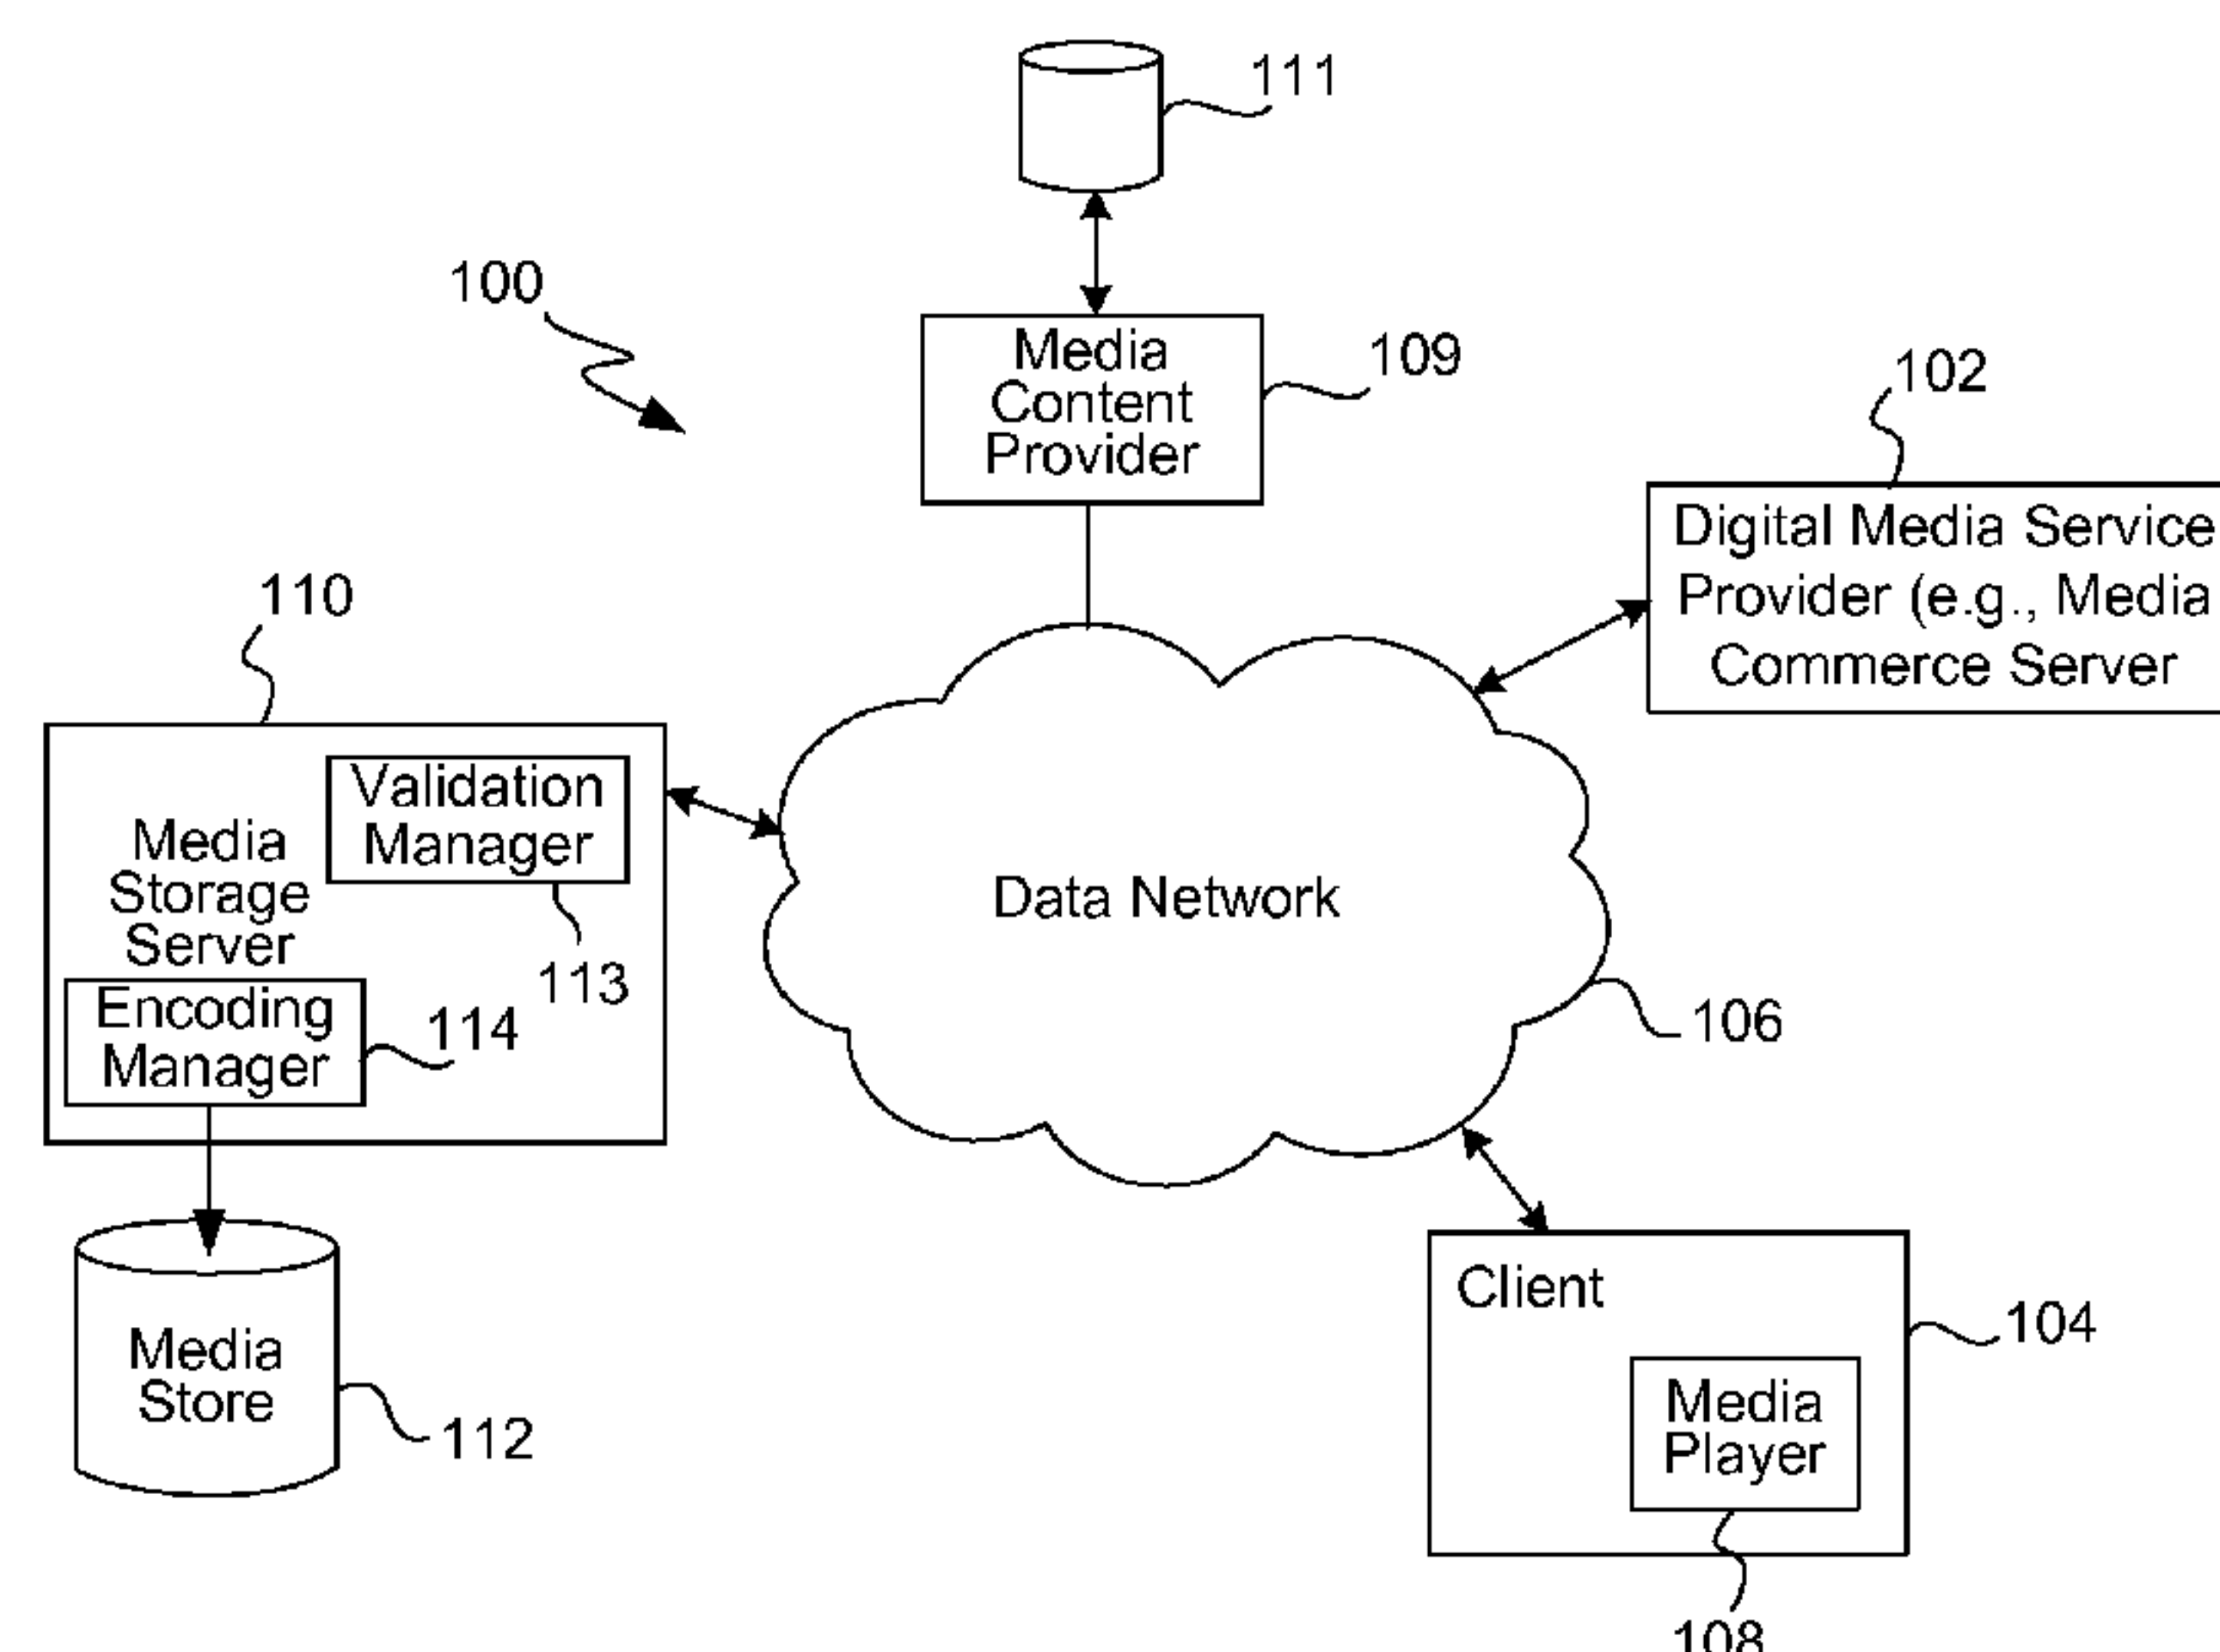 111
100
Media
Content
Provider
109
102
Digital Media Service
Provider (e.g., Media
Commerce Server
110
Validation
Manager
Media
Storage
Server
113
Encoding
Manager
114
Data Network
106
Media
Store
112
Client
Media
Player
104
108